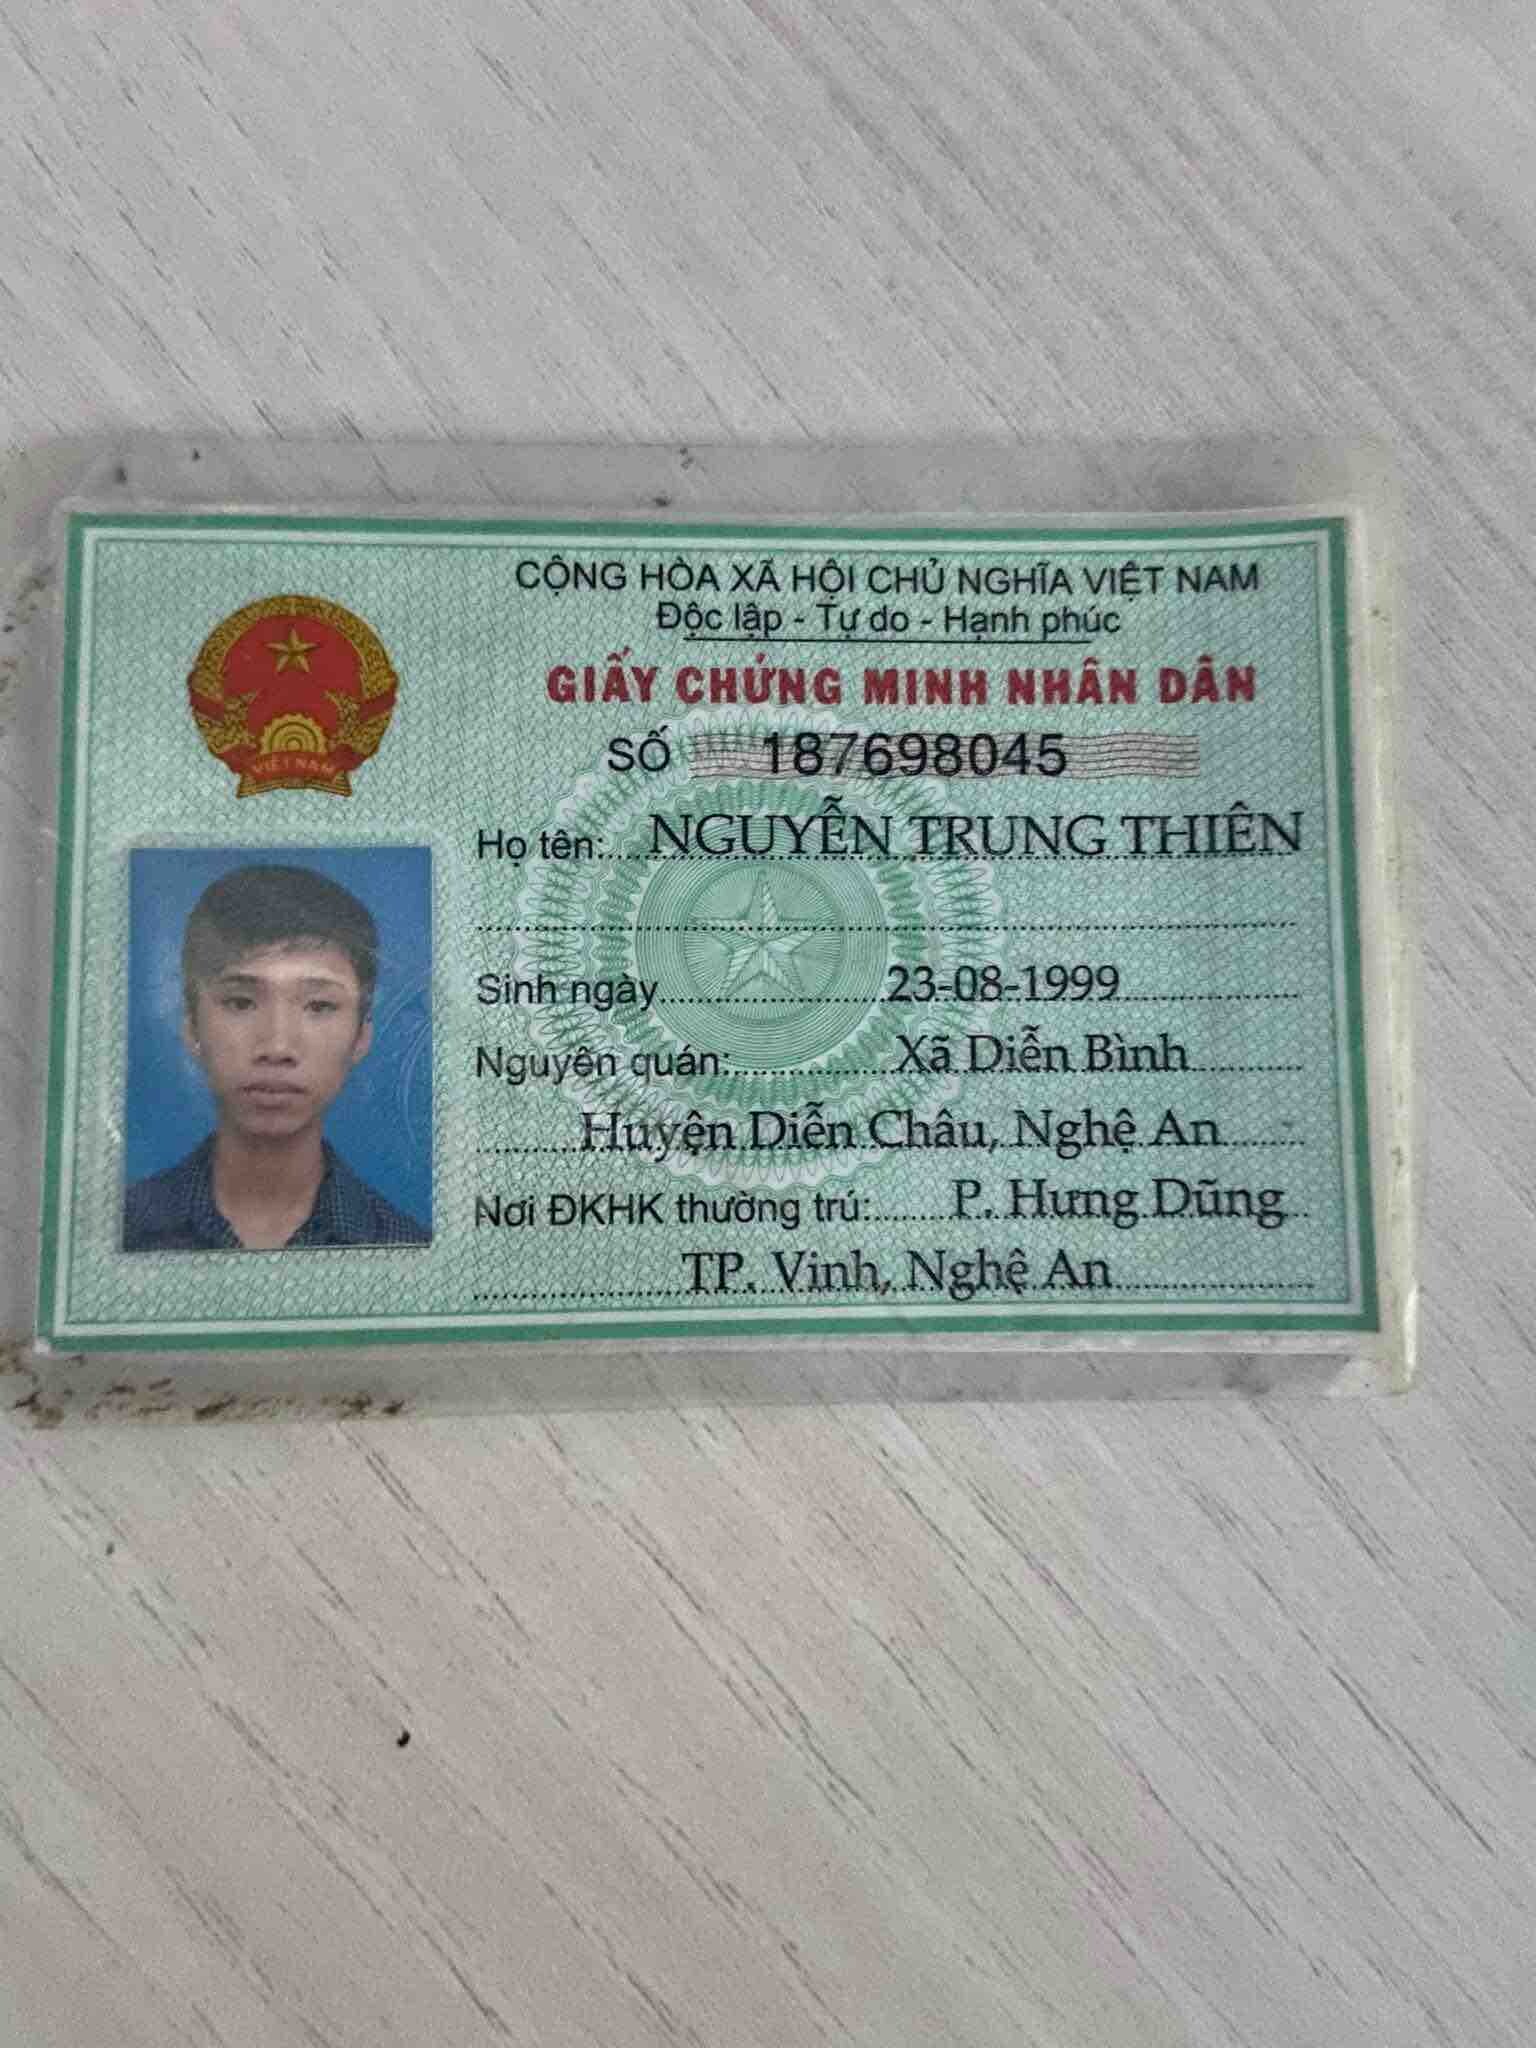 CỘNG HÒA XÃ HỘI CHỦ NGHĨA VIỆT NAM
Độc lập - Tự do - Hạnh phúc
GIẤY CHỨNG MINH NHÂN DÂN
SỐ 187698045
VIỆT NAM
Họ tên: NGUYỄN TRUNG THIÊN
Sinh ngày 23-08-1999
Nguyên quán: Xã Diễn Bình
Huyện Diễn Châu, Nghệ An
Nơi ĐKHK thường trú: P. Hưng Dũng
TP. Vinh, Nghệ An